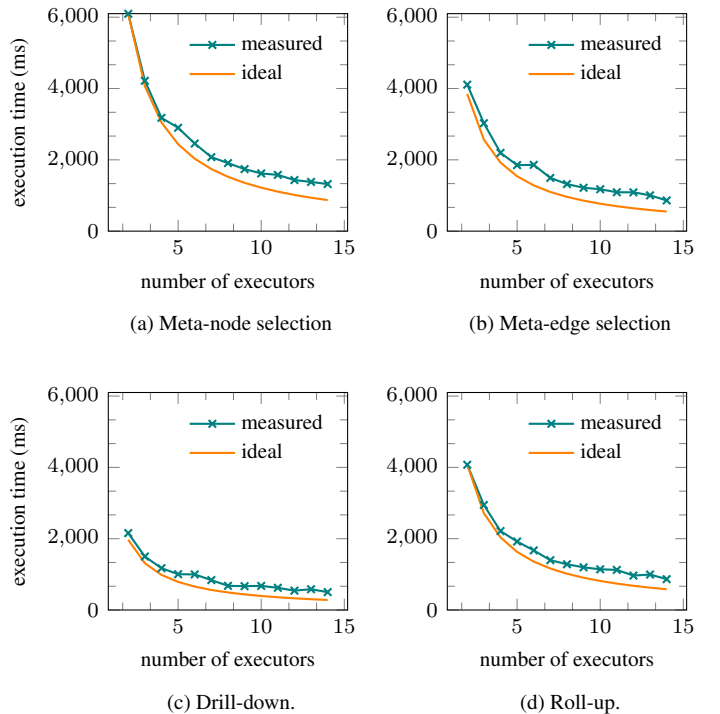 6,000
4,000
2,000
0
5
10
15
execution time (ms)
number of executors
measured
ideal
(a) Meta-node selection
6,000
4,000
2,000
0
5
10
15
number of executors
measured
ideal
(b) Meta-edge selection
6,000
4,000
2,000
0
5
10
15
execution time (ms)
number of executors
measured
ideal
(c) Drill-down.
6,000
4,000
2,000
0
5
10
15
number of executors
measured
ideal
(d) Roll-up.